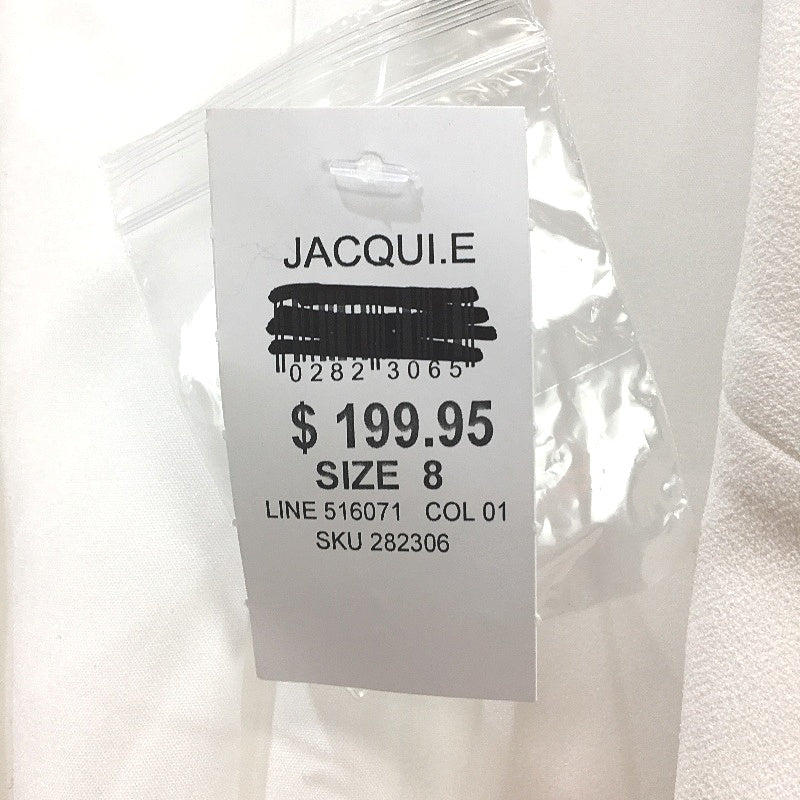 JACQUI.E
0282 3065
$ 199.95
SIZE 8
LINE 516071 COL 01
SKU 282306